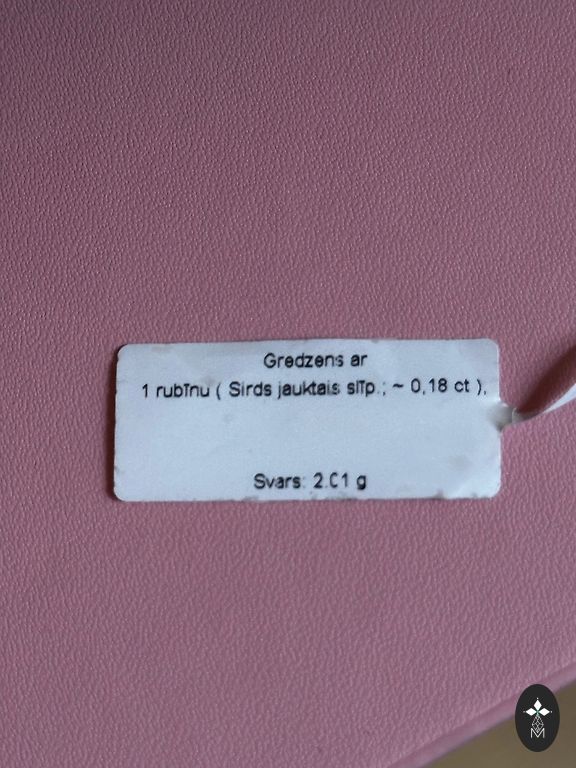 Gredzens ar
1 rubīnu ( Sirds jauktais slīp.; ~ 0,18 ct ),
Svars: 2.01 g
M